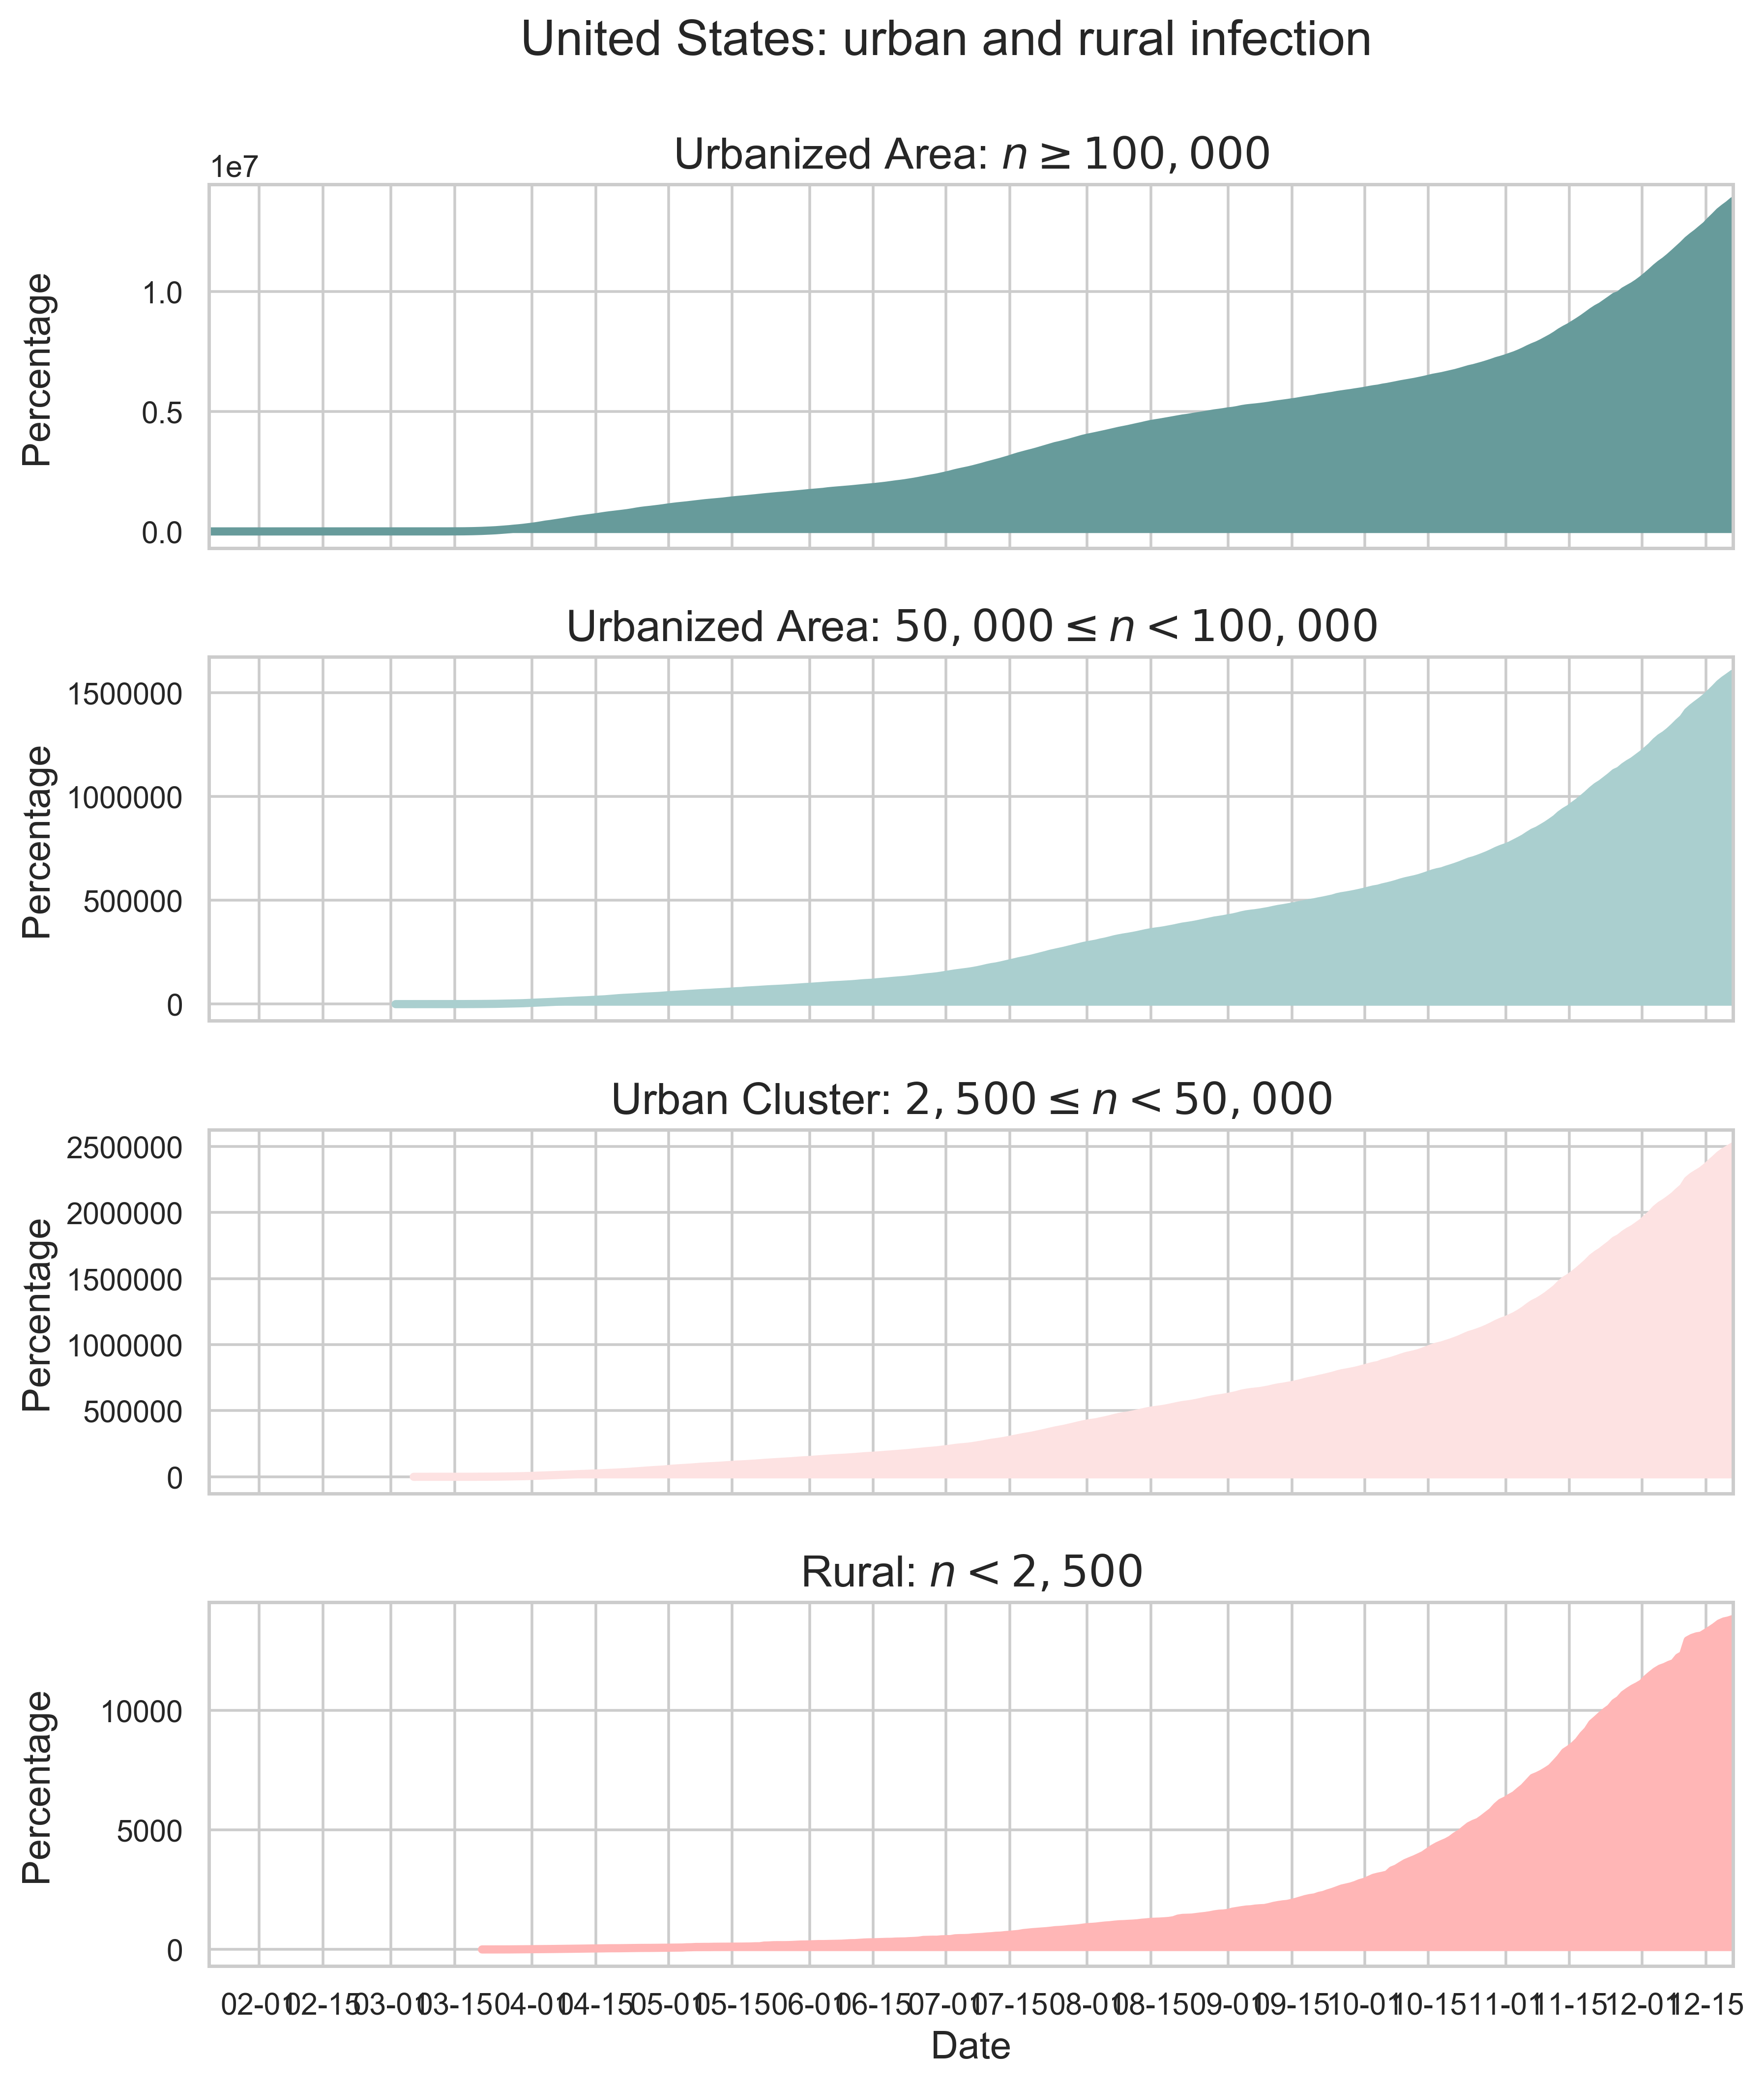 United States: urban and rural infection
Urbanized Area: n ≥ 100, 000
1e7
Percentage
1.0
0.5
0.0
Urbanized Area: 50, 000 ≤ n < 100, 000
Percentage
1500000
1000000
500000
0
Urban Cluster: 2, 500 ≤ n < 50, 000
Percentage
2500000
2000000
1500000
1000000
500000
0
Rural: n < 2, 500
Percentage
10000
5000
0
02-01 02-15 03-01 03-15 04-01 04-15 05-01 05-15 06-01 06-15 07-01 07-15 08-01 08-15 09-01 09-15 10-01 10-15 11-01 11-15 12-01 12-15
Date